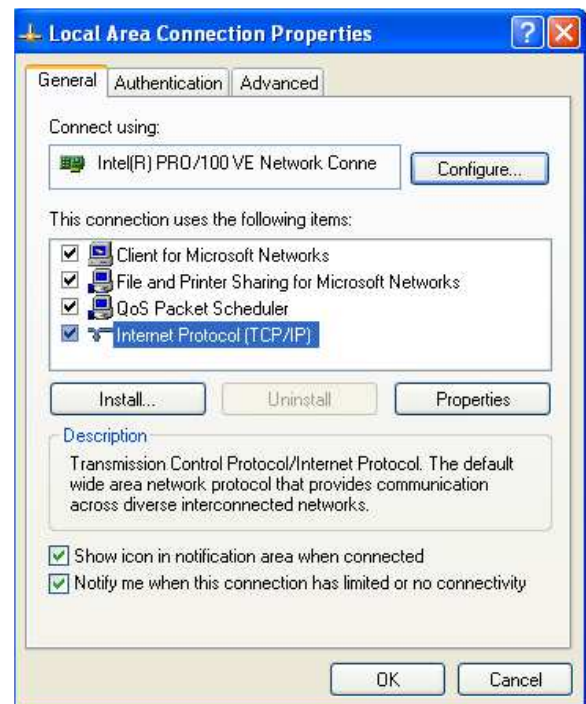 Local Area Connection Properties
General
Authentication
Advanced
Connect using:
Intel(R) PRO/100 VE Network Conne
Configure...
This connection uses the following items:
Client for Microsoft Networks
File and Printer Sharing for Microsoft Networks
QoS Packet Scheduler
Internet Protocol (TCP/IP)
Install...
Uninstall
Properties
Description
Transmission Control Protocol/Internet Protocol. The default
wide area network protocol that provides communication
across diverse interconnected networks.
Show icon in notification area when connected
Notify me when this connection has limited or no connectivity
OK
Cancel